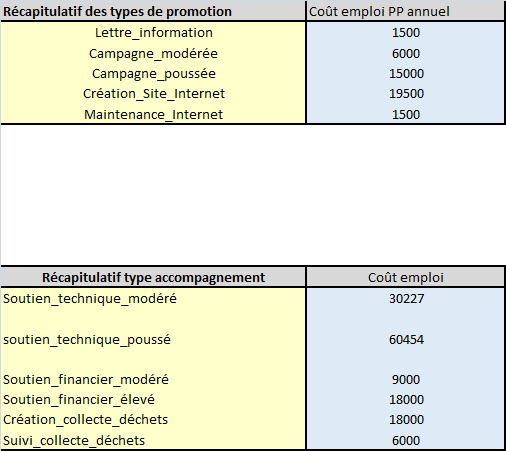 Récapitulatif des types de promotion Coût emploi PP annuel
Lettre_information 1500
Campagne_modérée 6000
Campagne_poussée 15000
Création_Site_Internet 19500
Maintenance_Internet 1500
Récapitulatif type accompagnement Coût emploi
Soutien_technique_modéré 30227
soutien_technique_poussé 60454
Soutien_financier_modéré 9000
Soutien_financier_élevé 18000
Création_collecte_déchets 18000
Suivi_collecte_déchets 6000